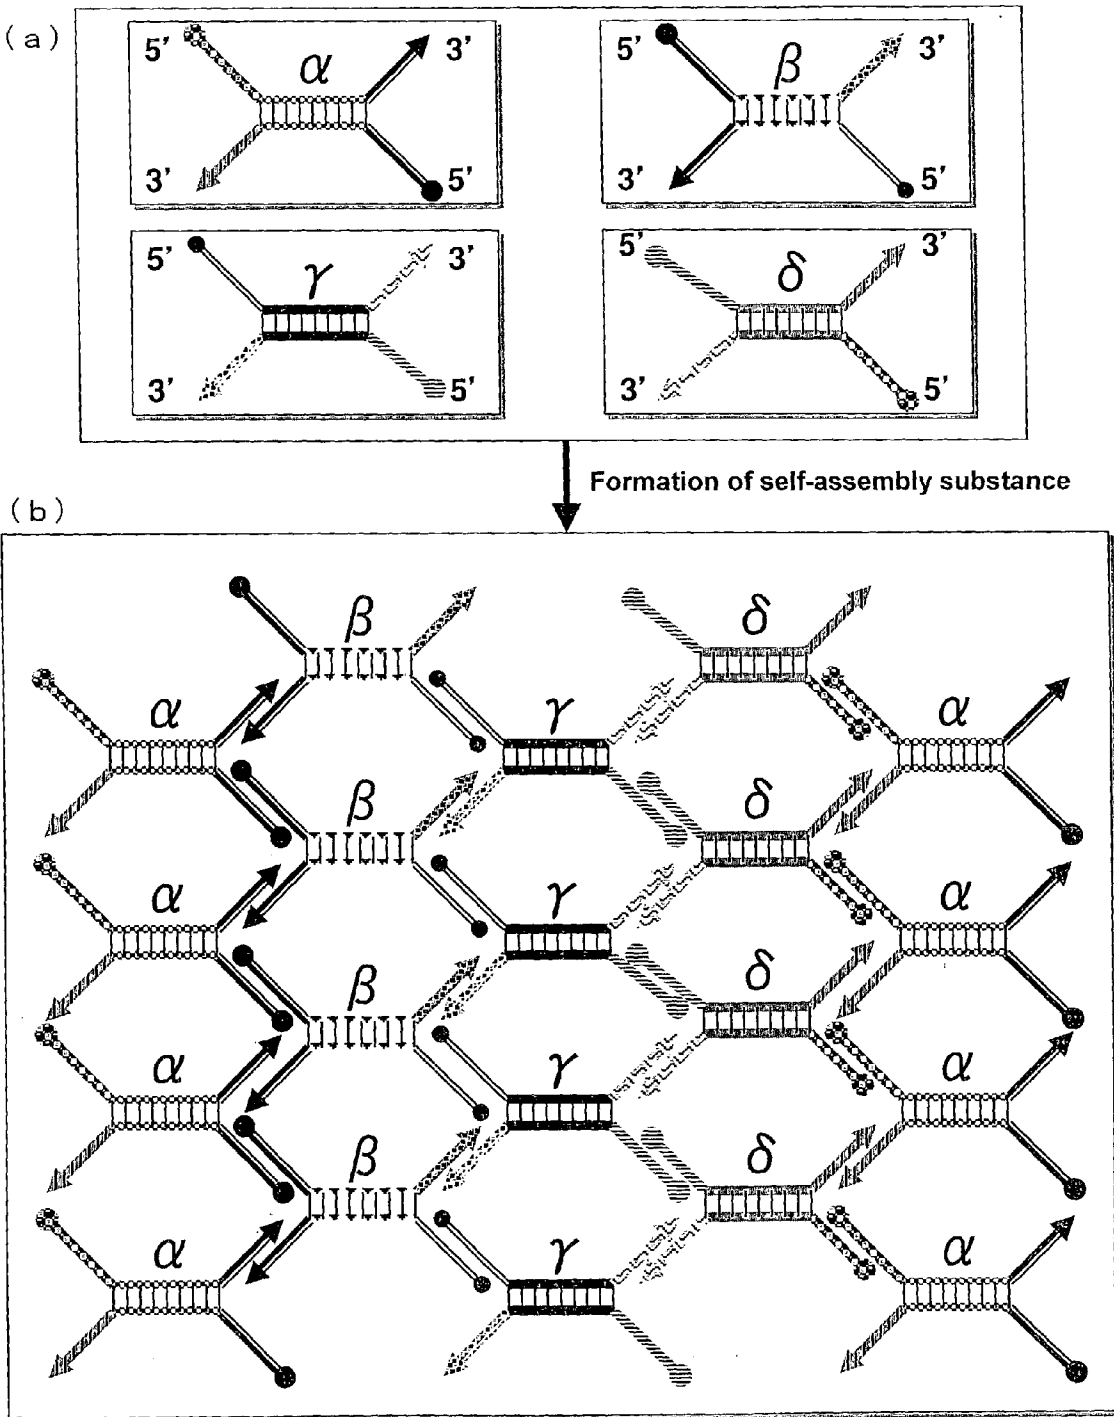 (a)
5' α 3'
3' 5'
5' β 3'
3' 5'
5' γ 3'
3' 5'
5' δ 3'
3' 5'
Formation of self-assembly substance
(b)
β δ
α γ α
β δ
α γ α
β δ
α γ α
β δ
α γ α